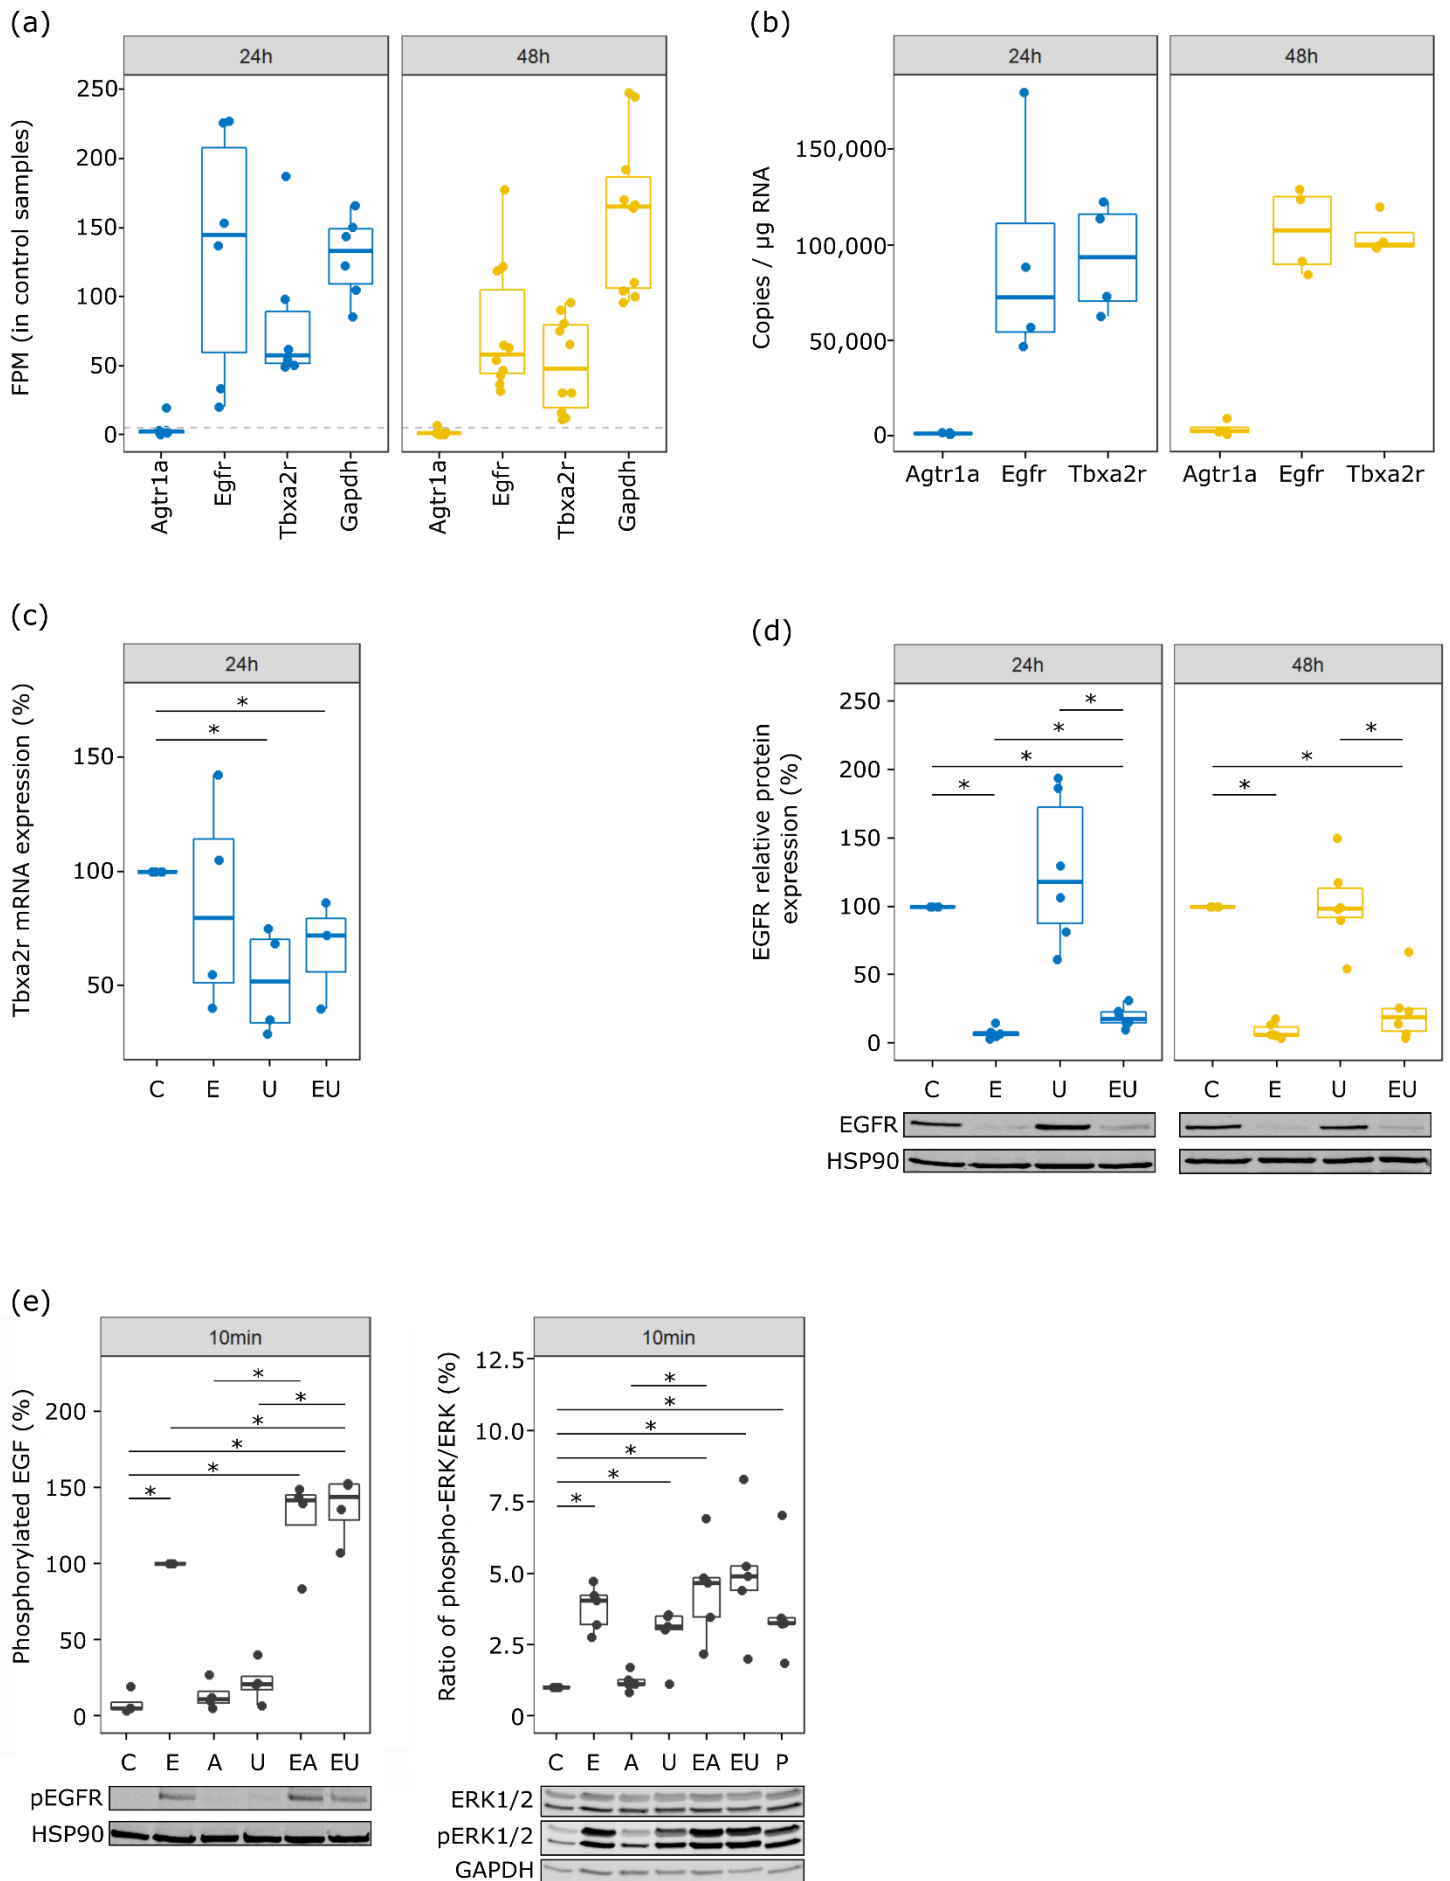 (a)
24h
48h
FPM (in control samples)
250
200
150
100
50
0
Agtr1a
Egfr
Tbxa2r
Gapdh
Agtr1a
Egfr
Tbxa2r
Gapdh
(b)
24h
48h
Copies / µg RNA
150,000
100,000
50,000
0
Agtr1a Egfr Tbxa2r
Agtr1a Egfr Tbxa2r
(c)
24h
Tbxa2r mRNA expression (%)
*
*
150
100
50
C E U EU
(d)
24h
48h
EGFR relative protein
expression (%)
250
200
150
100
50
0
*
*
*
*
*
*
*
C E U EU
C E U EU
EGFR
HSP90
(e)
10min
Phosphorylated EGF (%)
200
150
100
50
0
*
*
*
*
*
*
C E A U EA EU
pEGFR
HSP90
10min
Ratio of phospho-ERK/ERK (%)
12.5
10.0
7.5
5.0
2.5
0
*
*
*
*
*
*
C E A U EA EU P
ERK1/2
pERK1/2
GAPDH